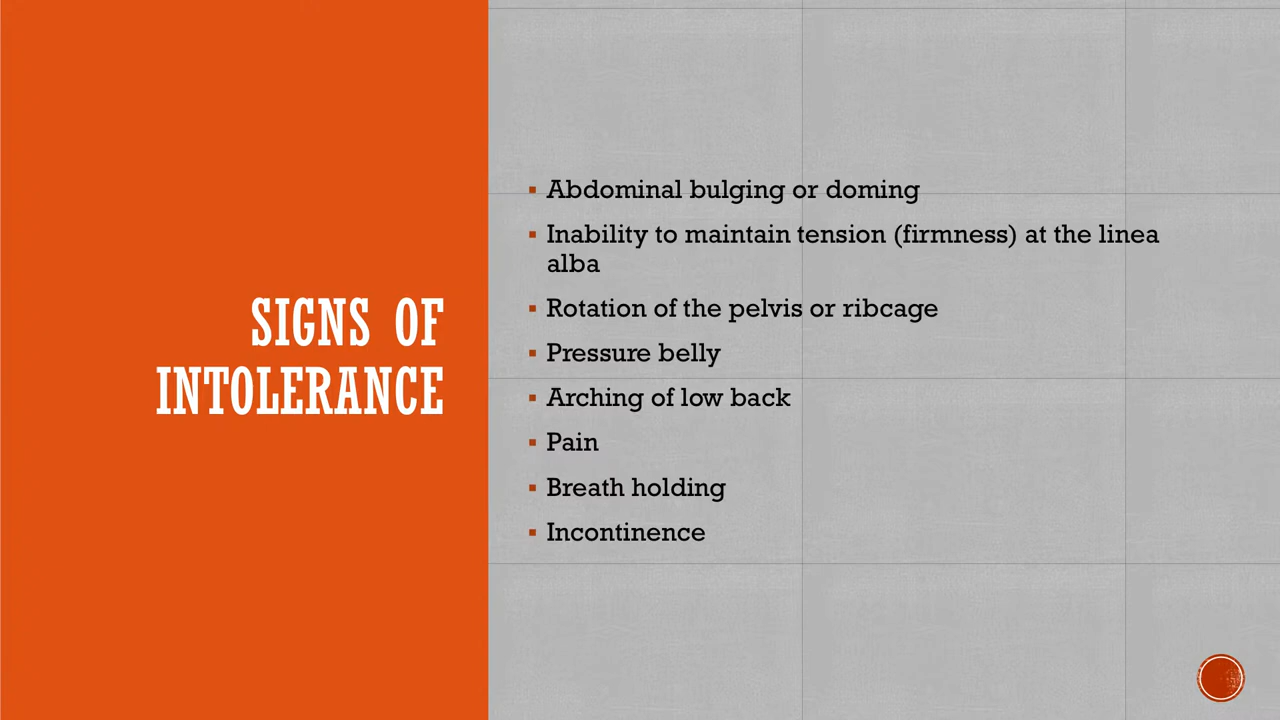 SIGNS OF
INTOLERANCE
▪ Abdominal bulging or doming
▪ Inability to maintain tension (firmness) at the linea
alba
▪ Rotation of the pelvis or ribcage
▪ Pressure belly
▪ Arching of low back
▪ Pain
▪ Breath holding
▪ Incontinence